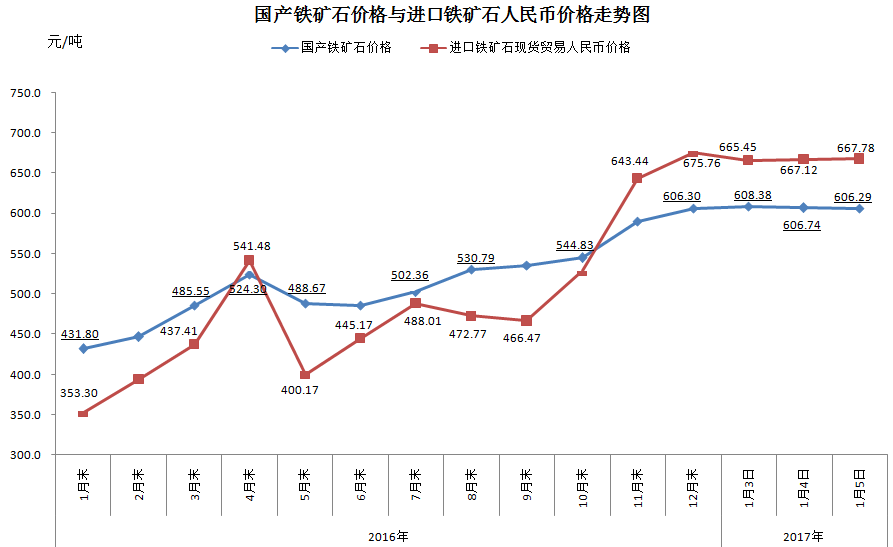 国产铁矿石价格与进口铁矿石人民币价格走势图
元/吨
国产铁矿石价格
进口铁矿石现货贸易人民币价格
750.0
700.0
650.0
600.0
550.0
500.0
450.0
400.0
350.0
300.0
431.80
485.55
524.30
488.67
502.36
530.79
544.83
606.30
608.38
606.74
606.29
353.30
437.41
541.48
400.17
445.17
488.01
472.77
466.47
643.44
675.76
665.45
667.12
667.78
1月末
2月末
3月末
4月末
5月末
6月末
7月末
8月末
9月末
10月末
11月末
12月末
1月3日
1月4日
1月5日
2016年
2017年